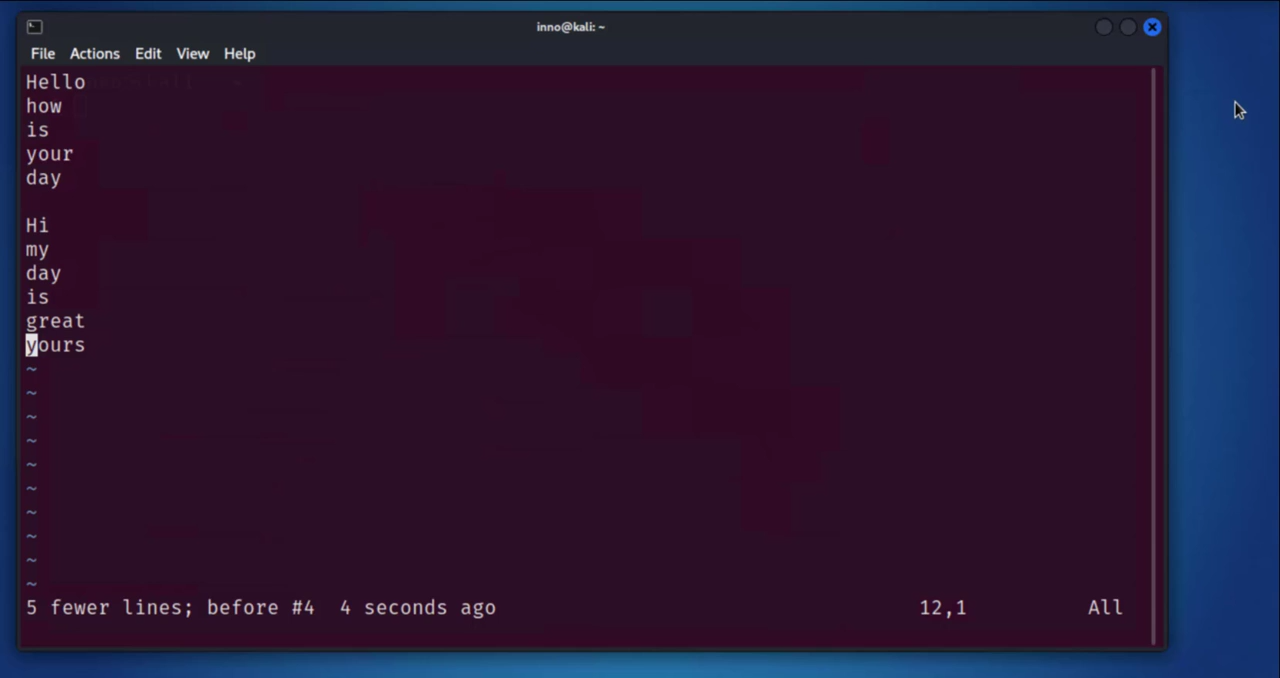 inno@kali: ~
File Actions Edit View Help
Hello
how
is
your
day

Hi
my
day
is
great
yours
~
~
~
~
~
~
~
~
~
~
5 fewer lines; before #4  4 seconds ago 12,1 All